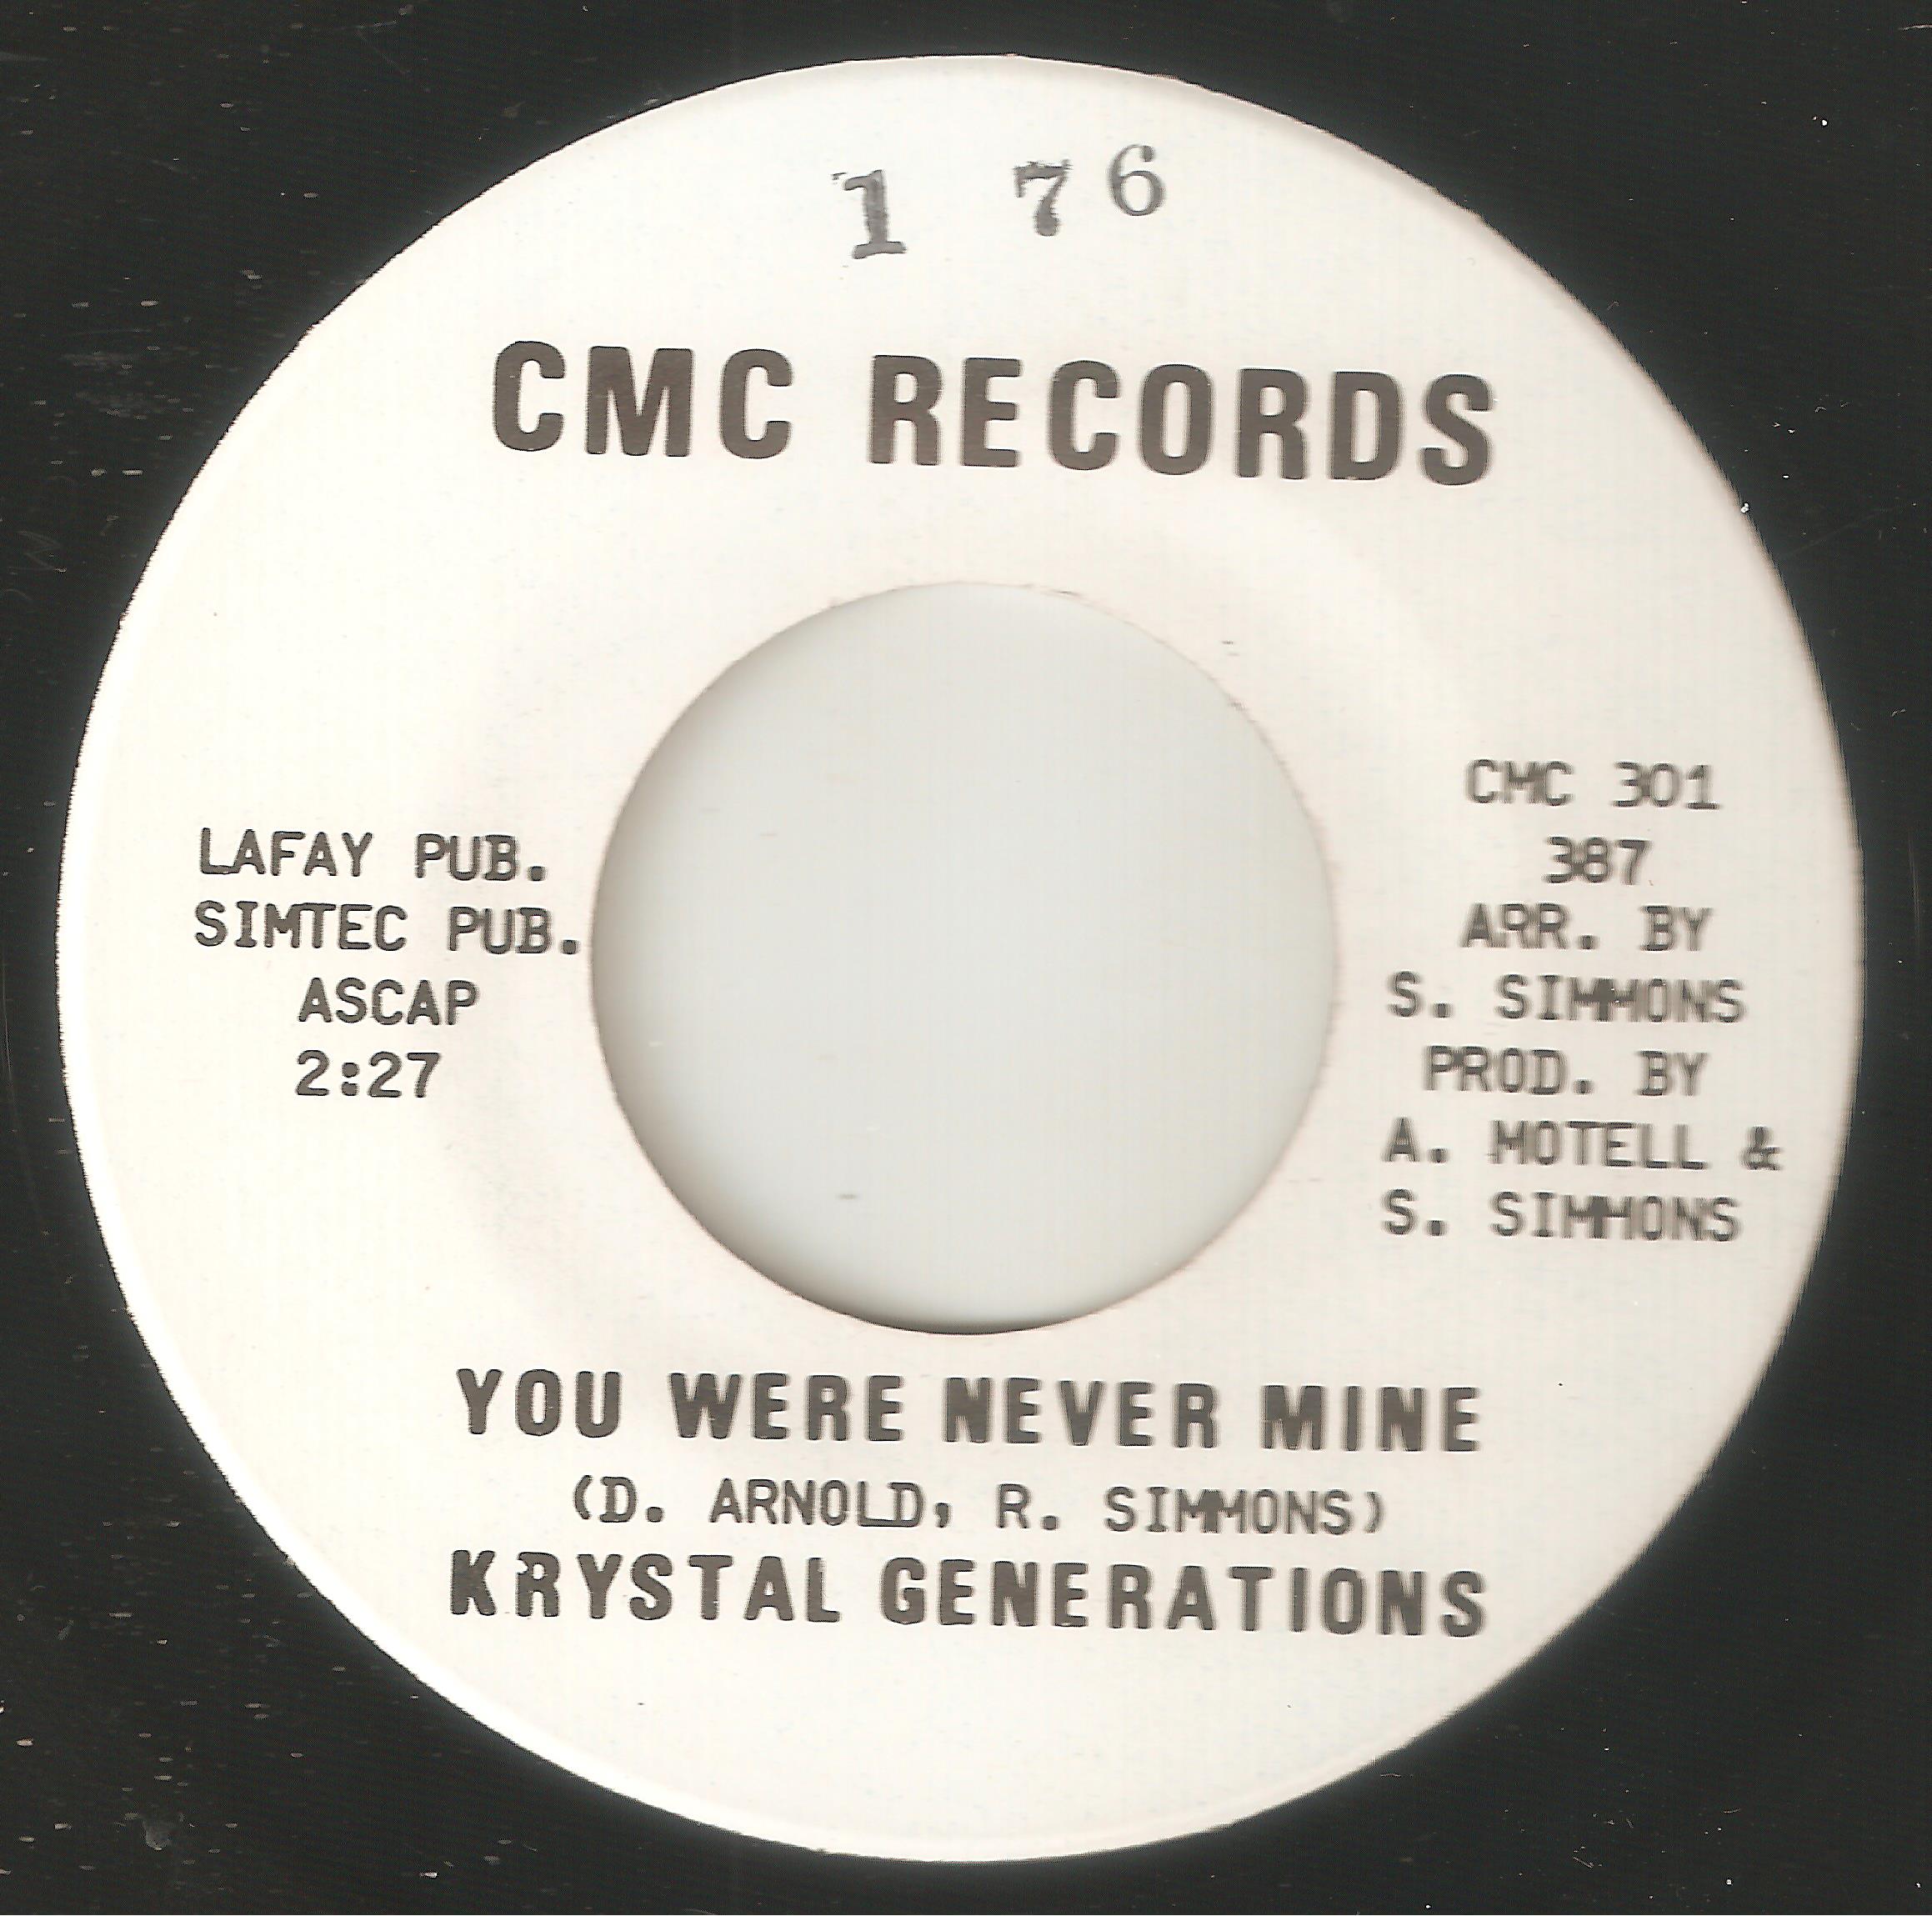 1 76
CMC RECORDS
LAFAY PUB.
SIMTEC PUB.
ASCAP
2:27
CMC 301
387
ARR. BY
S. SIMMONS
PROD. BY
A. MOTELL &
S. SIMMONS
YOU WERE NEVER MINE
(D. ARNOLD, R. SIMMONS)
KRYSTAL GENERATIONS